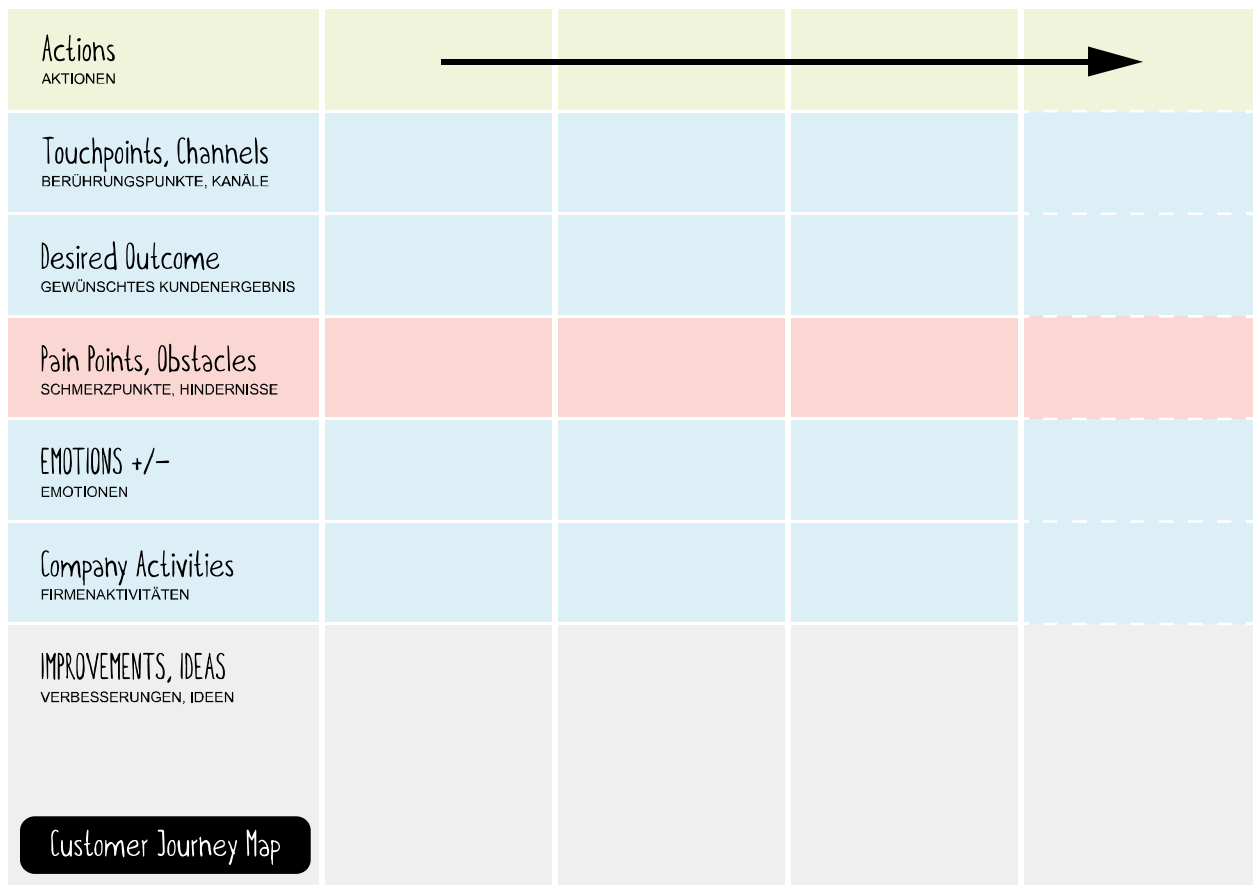 Actions
AKTIONEN
Touchpoints, Channels
BERÜHRUNGSPUNKTE, KANÄLE
Desired Outcome
GEWÜNSCHTES KUNDENERGEBNIS
Pain Points, Obstacles
SCHMERZPUNKTE, HINDERNISSE
EMOTIONS +/-
EMOTIONEN
Company Activities
FIRMENAKTIVITÄTEN
IMPROVEMENTS, IDEAS
VERBESSERUNGEN, IDEEN
Customer Journey Map